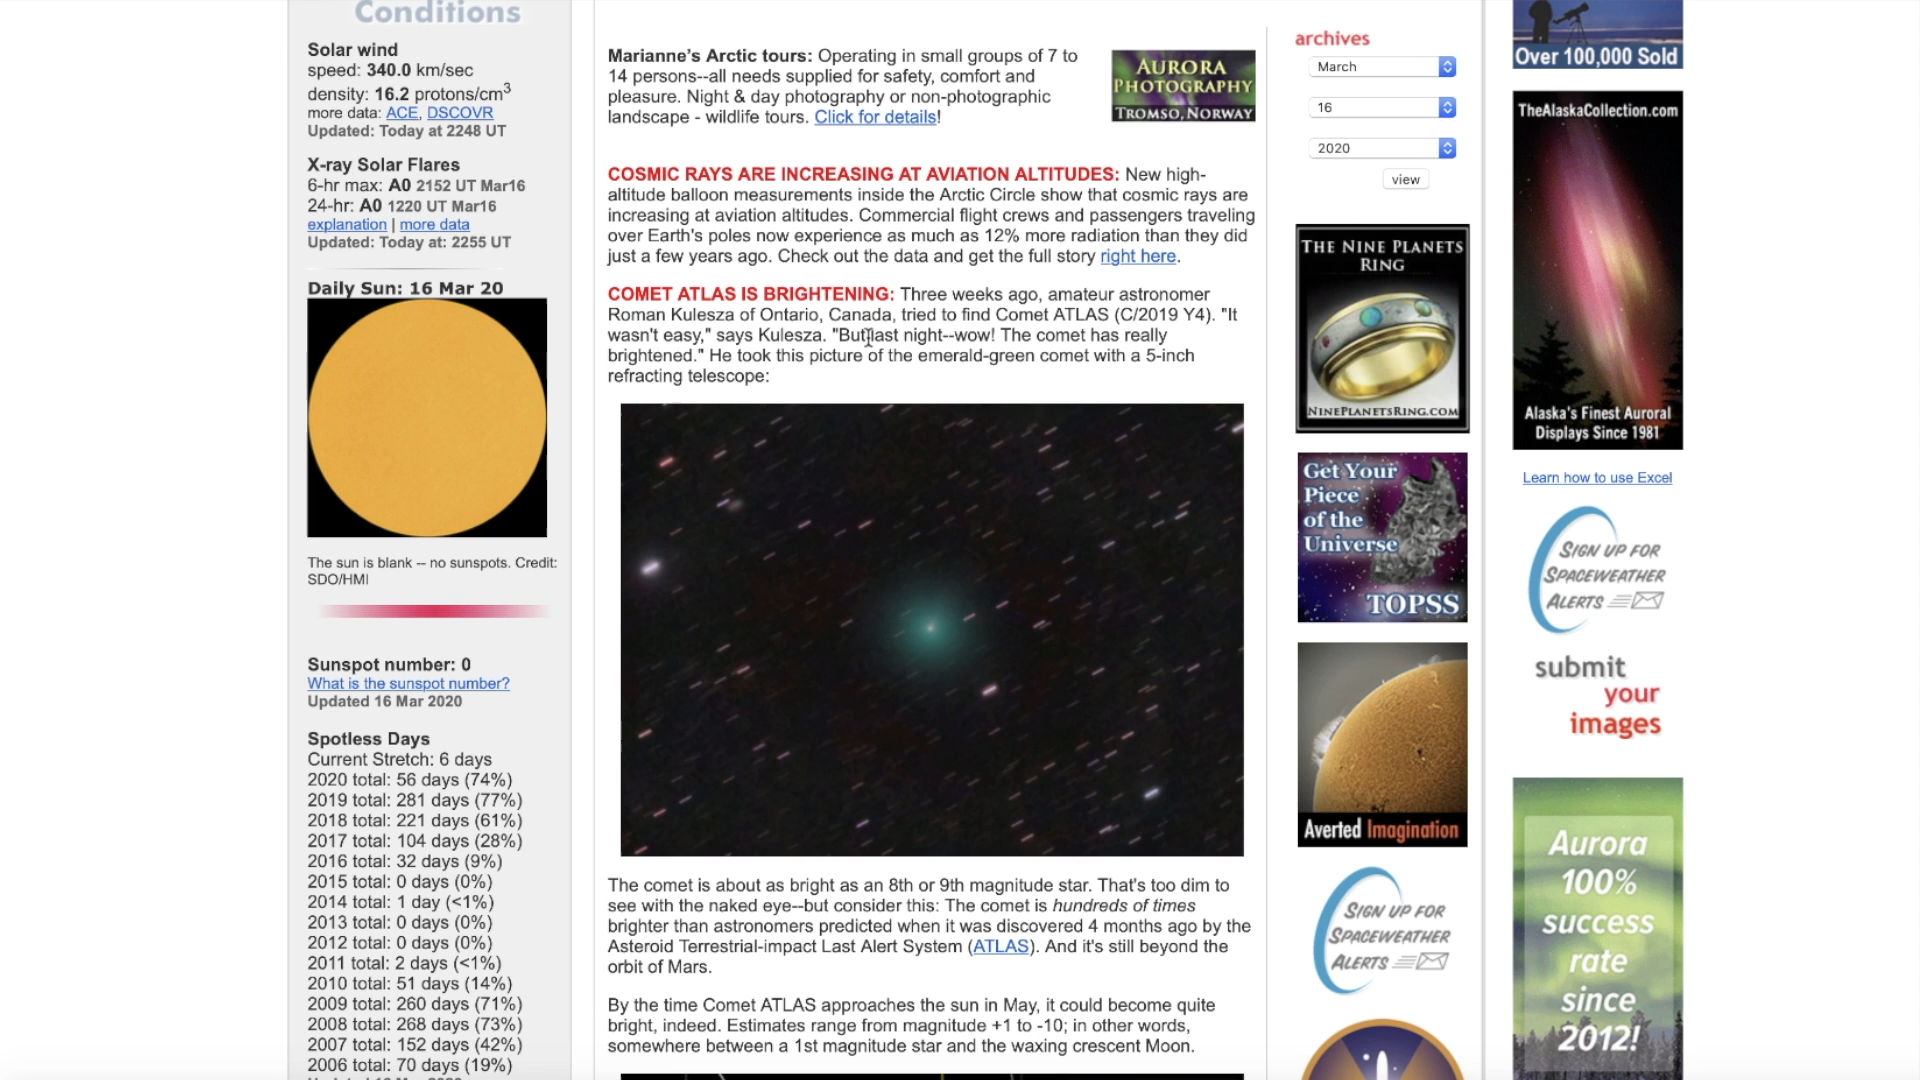 Conditions
Solar wind
speed: 340.0 km/sec
density: 16.2 protons/cm3
more data: ACE, DSCOVR
Updated: Today at 2248 UT
X-ray Solar Flares
6-hr max: A0 2152 UT Mar16
24-hr: A0 1220 UT Mar16
explanation | more data
Updated: Today at: 2255 UT
Daily Sun: 16 Mar 20
The sun is blank -- no sunspots. Credit:
SDO/HMI
Sunspot number: 0
What is the sunspot number?
Updated 16 Mar 2020
Spotless Days
Current Stretch: 6 days
2020 total: 56 days (74%)
2019 total: 281 days (77%)
2018 total: 221 days (61%)
2017 total: 104 days (28%)
2016 total: 32 days (9%)
2015 total: 0 days (0%)
2014 total: 1 day (<1%)
2013 total: 0 days (0%)
2012 total: 0 days (0%)
2011 total: 2 days (<1%)
2010 total: 51 days (14%)
2009 total: 260 days (71%)
2008 total: 268 days (73%)
2007 total: 152 days (42%)
2006 total: 70 days (19%)
Marianne's Arctic tours: Operating in small groups of 7 to
14 persons--all needs supplied for safety, comfort and
pleasure. Night & day photography or non-photographic
landscape - wildlife tours. Click for details!
AURORA
PHOTOGRAPHY
TROMSO, NORWAY
COSMIC RAYS ARE INCREASING AT AVIATION ALTITUDES: New high-
altitude balloon measurements inside the Arctic Circle show that cosmic rays are
increasing at aviation altitudes. Commercial flight crews and passengers traveling
over Earth's poles now experience as much as 12% more radiation than they did
just a few years ago. Check out the data and get the full story right here.
COMET ATLAS IS BRIGHTENING: Three weeks ago, amateur astronomer
Roman Kulesza of Ontario, Canada, tried to find Comet ATLAS (C/2019 Y4). "It
wasn't easy," says Kulesza. "But last night--wow! The comet has really
brightened." He took this picture of the emerald-green comet with a 5-inch
refracting telescope:
The comet is about as bright as an 8th or 9th magnitude star. That's too dim to
see with the naked eye--but consider this: The comet is hundreds of times
brighter than astronomers predicted when it was discovered 4 months ago by the
Asteroid Terrestrial-impact Last Alert System (ATLAS). And it's still beyond the
orbit of Mars.
By the time Comet ATLAS approaches the sun in May, it could become quite
bright, indeed. Estimates range from magnitude +1 to -10; in other words,
somewhere between a 1st magnitude star and the waxing crescent Moon.
archives
March
16
2020
view
THE NINE PLANETS
RING
NINEPLANETSRING.COM
Get Your
Piece
of the
Universe
TOPSS
Averted Imagination
SIGN UP FOR
SPACEWEATHER
ALERTS
Over 100,000 Sold
TheAlaskaCollection.com
Alaska's Finest Auroral
Displays Since 1981
Learn how to use Excel
SIGN UP FOR
SPACEWEATHER
ALERTS
submit
your
images
Aurora
100%
success
rate
since
2012!